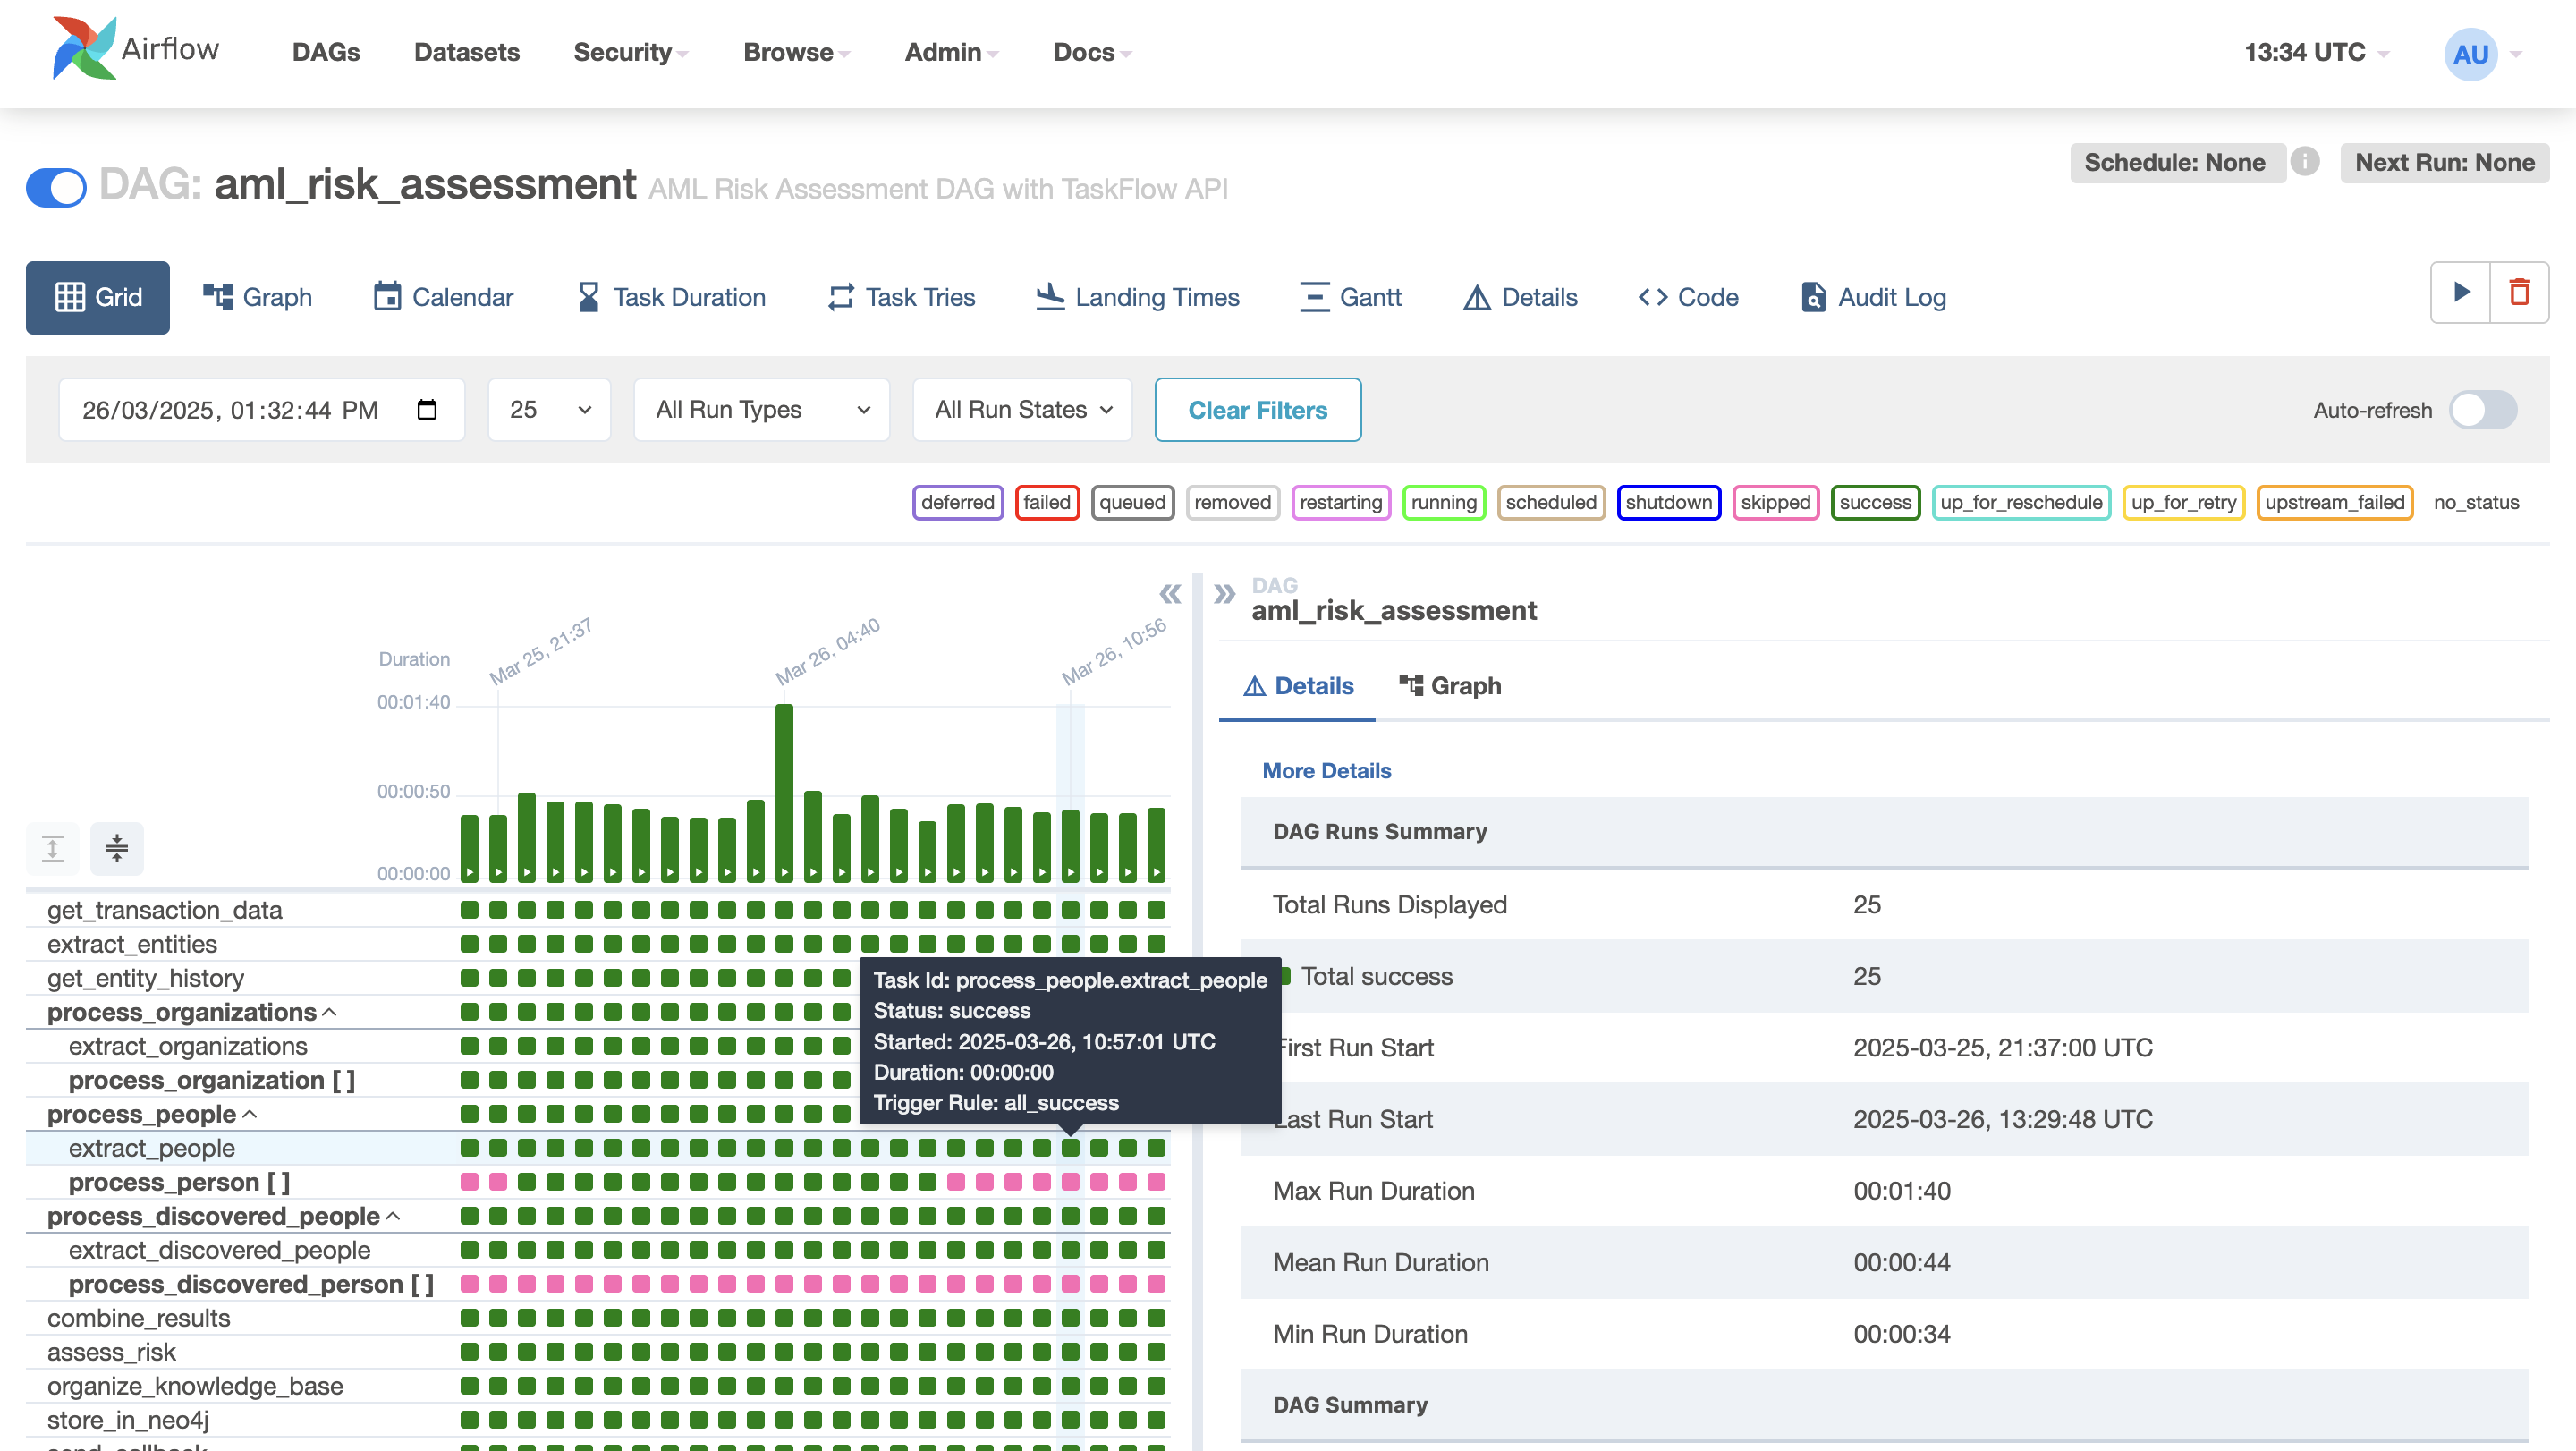 Airflow
DAGs
Datasets
Security
Browse
Admin
Docs
13:34 UTC
AU
DAG: aml_risk_assessment AML Risk Assessment DAG with TaskFlow API
Schedule: None
Next Run: None
Grid
Graph
Calendar
Task Duration
Task Tries
Landing Times
Gantt
Details
Code
Audit Log
26/03/2025, 01:32:44 PM
25
All Run Types
All Run States
Clear Filters
Auto-refresh
deferred
failed
queued
removed
restarting
running
scheduled
shutdown
skipped
success
up_for_reschedule
up_for_retry
upstream_failed
no_status
Duration
Mar 25, 21:37
Mar 26, 04:40
Mar 26, 10:56
00:01:40
00:00:50
00:00:00
get_transaction_data
extract_entities
get_entity_history
process_organizations
extract_organizations
process_organization [ ]
process_people
extract_people
process_person [ ]
process_discovered_people
extract_discovered_people
process_discovered_person [ ]
combine_results
assess_risk
organize_knowledge_base
store_in_neo4j
Task Id: process_people.extract_people
Status: success
Started: 2025-03-26, 10:57:01 UTC
Duration: 00:00:00
Trigger Rule: all_success
DAG
aml_risk_assessment
Details
Graph
More Details
DAG Runs Summary
Total Runs Displayed 25
Total success 25
First Run Start 2025-03-25, 21:37:00 UTC
Last Run Start 2025-03-26, 13:29:48 UTC
Max Run Duration 00:01:40
Mean Run Duration 00:00:44
Min Run Duration 00:00:34
DAG Summary